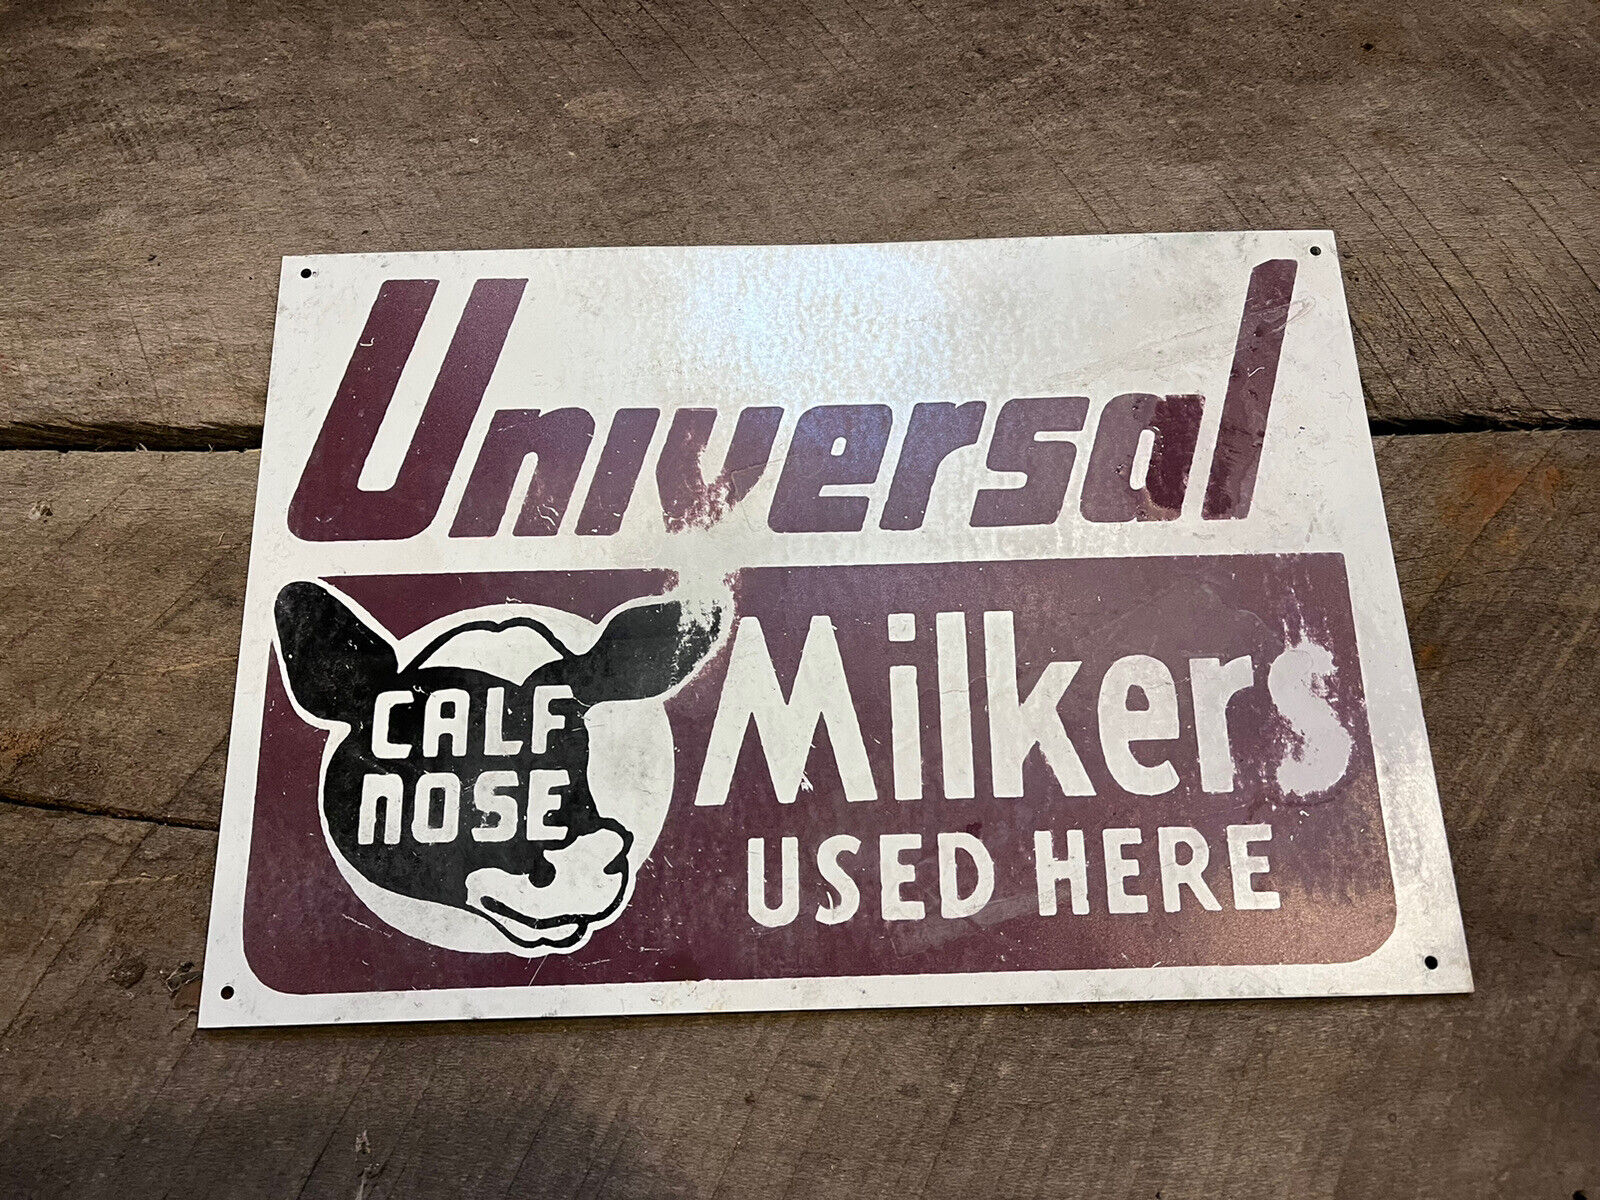 Universal
CALF
NOSE
Milkers
USED HERE